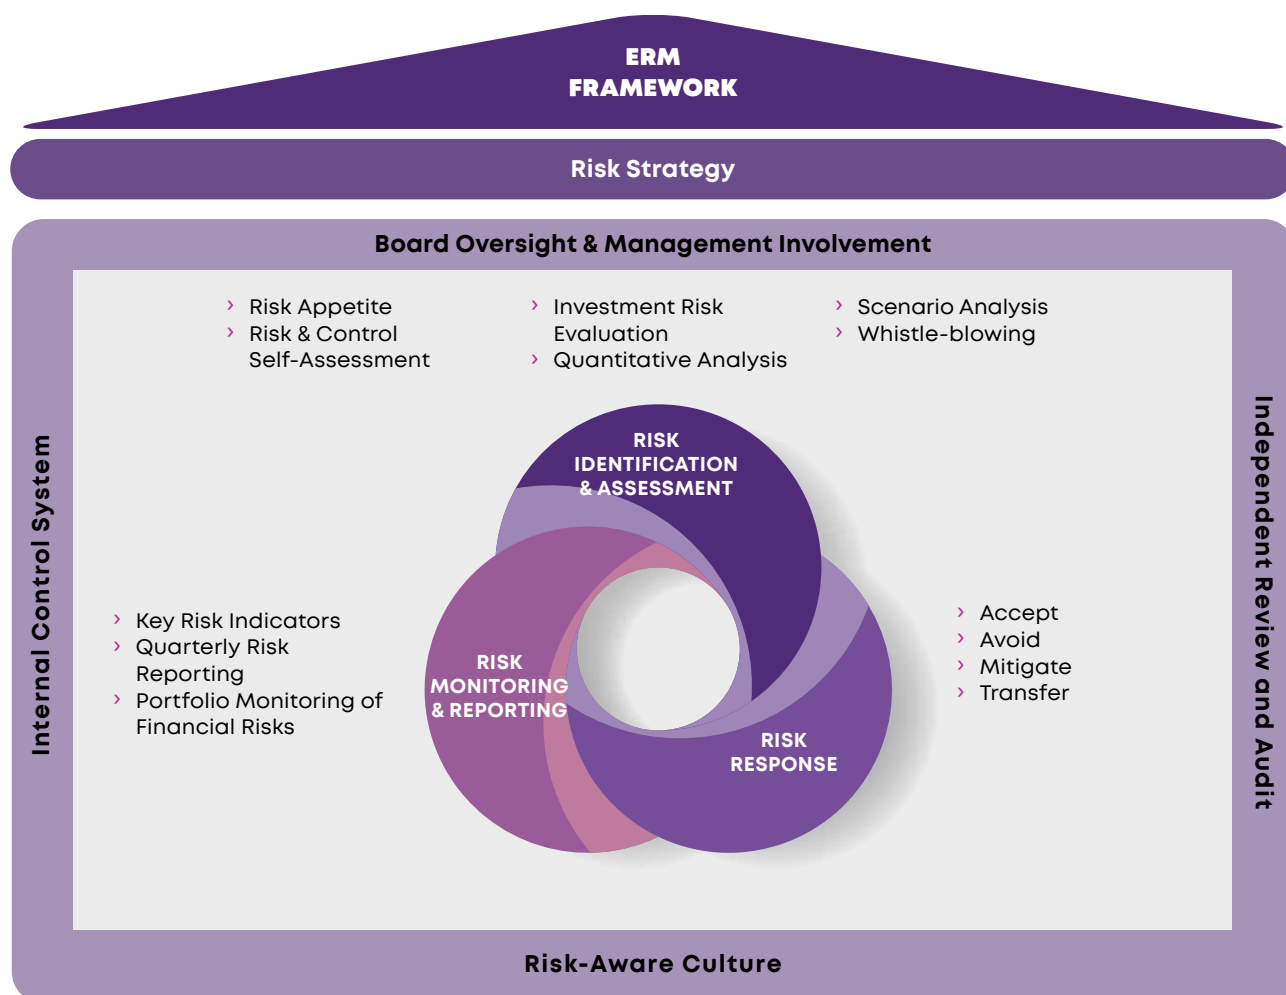 ERM
FRAMEWORK
Risk Strategy
Board Oversight & Management Involvement
› Risk Appetite
› Risk & Control
Self-Assessment
› Investment Risk
Evaluation
› Quantitative Analysis
› Scenario Analysis
› Whistle-blowing
Internal Control System
Independent Review and Audit
RISK
IDENTIFICATION
& ASSESSMENT
› Key Risk Indicators
› Quarterly Risk
Reporting
› Portfolio Monitoring of
Financial Risks
RISK
MONITORING
& REPORTING
RISK
RESPONSE
› Accept
› Avoid
› Mitigate
› Transfer
Risk-Aware Culture